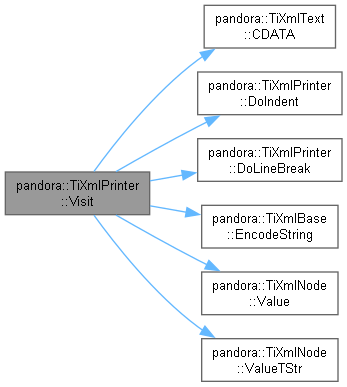 pandora::TiXmlText
::CDATA
pandora::TiXmlPrinter
::DoIndent
pandora::TiXmlPrinter
::DoLineBreak
pandora::TiXMLPrinter
::Visit
pandora::TiXmlBase
::EncodeString
pandora::TiXmlNode
::Value
pandora::TiXmlNode
::ValueTStr